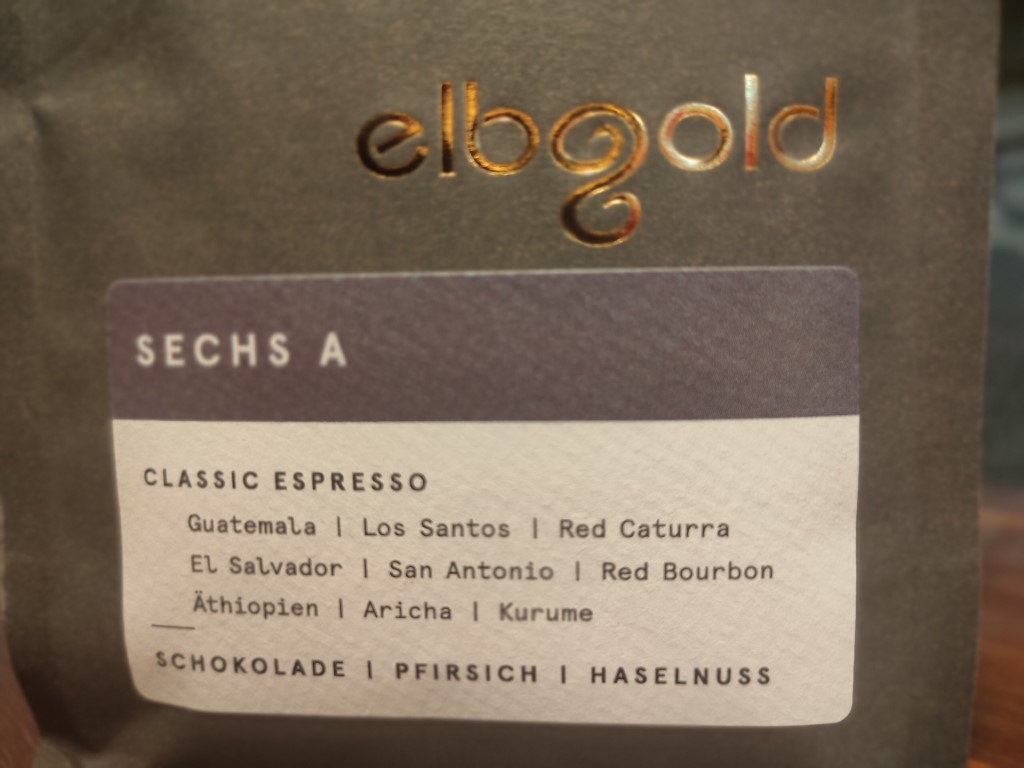 elbgold
SECHS A
CLASSIC ESPRESSO
Guatemala | Los Santos | Red Caturra
El Salvador | San Antonio | Red Bourbon
Äthiopien | Aricha | Kurume
SCHOKOLADE | PFIRSICH | HASELNUSS